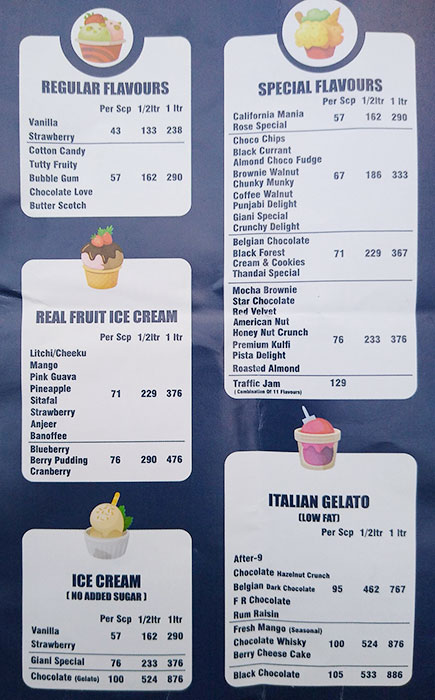 REGULAR FLAVOURS
Per Scp 1/2ltr 1 ltr
Vanilla
Strawberry
43 133 238
Cotton Candy
Tutty Fruity
Bubble Gum
Chocolate Love
Butter Scotch
57 162 290
REAL FRUIT ICE CREAM
Per Scp 1/2ltr 1 ltr
Litchi/Cheeku
Mango
Pink Guava
Pineapple
Sitafal
Strawberry
Anjeer
Banoffee
71 229 376
Blueberry
Berry Pudding
Cranberry
76 290 476
ICE CREAM
( NO ADDED SUGAR )
Per Scp 1/2ltr 1ltr
Vanilla
Strawberry
57 162 290
Giani Special 76 233 376
Chocolate (Gelato) 100 524 876
SPECIAL FLAVOURS
Per Scp 1/2ltr 1 ltr
California Mania
Rose Special
57 162 290
Choco Chips
Black Currant
Almond Choco Fudge
Brownie Walnut
Chunky Munky
Coffee Walnut
Punjabi Delight
Giani Special
Crunchy Delight
67 186 333
Belgian Chocolate
Black Forest
Cream & Cookies
Thandai Special
71 229 367
Mocha Brownie
Star Chocolate
Red Velvet
American Nut
Honey Nut Crunch
Premium Kulfi
Pista Delight
Roasted Almond
76 233 376
Traffic Jam 129
( Combination Of 11 Flavours)
ITALIAN GELATO
(LOW FAT)
Per Scp 1/2ltr 1 ltr
After-9
Chocolate Hazelnut Crunch
Belgian Dark Chocolate
F R Chocolate
Rum Raisin
95 462 767
Fresh Mango (Seasonal)
Chocolate Whisky
Berry Cheese Cake
100 524 876
Black Chocolate 105 533 886